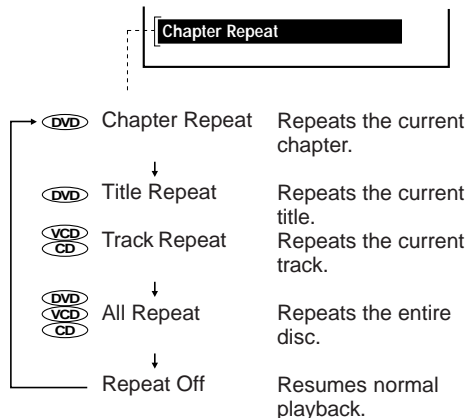 Chapter Repeat
DVD Chapter Repeat Repeats the current
chapter.
DVD Title Repeat Repeats the current
title.
VCD
CD Track Repeat Repeats the current
track.
DVD
VCD
CD All Repeat Repeats the entire
disc.
Repeat Off Resumes normal
playback.